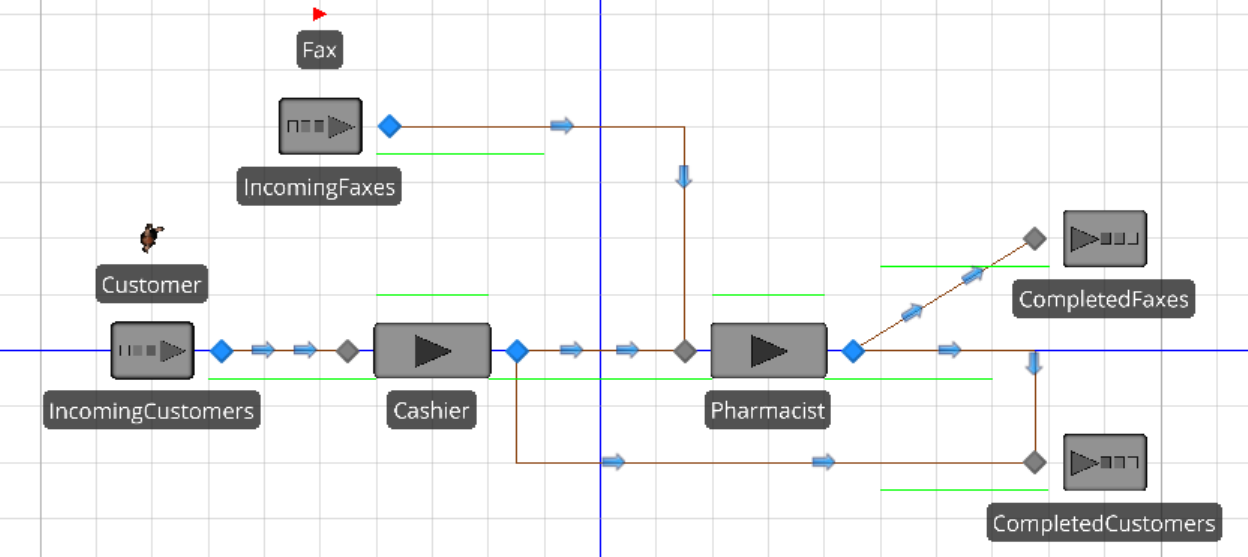 Fax
IncomingFaxes
Customer
CompletedFaxes
IncomingCustomers
Cashier
Pharmacist
CompletedCustomers